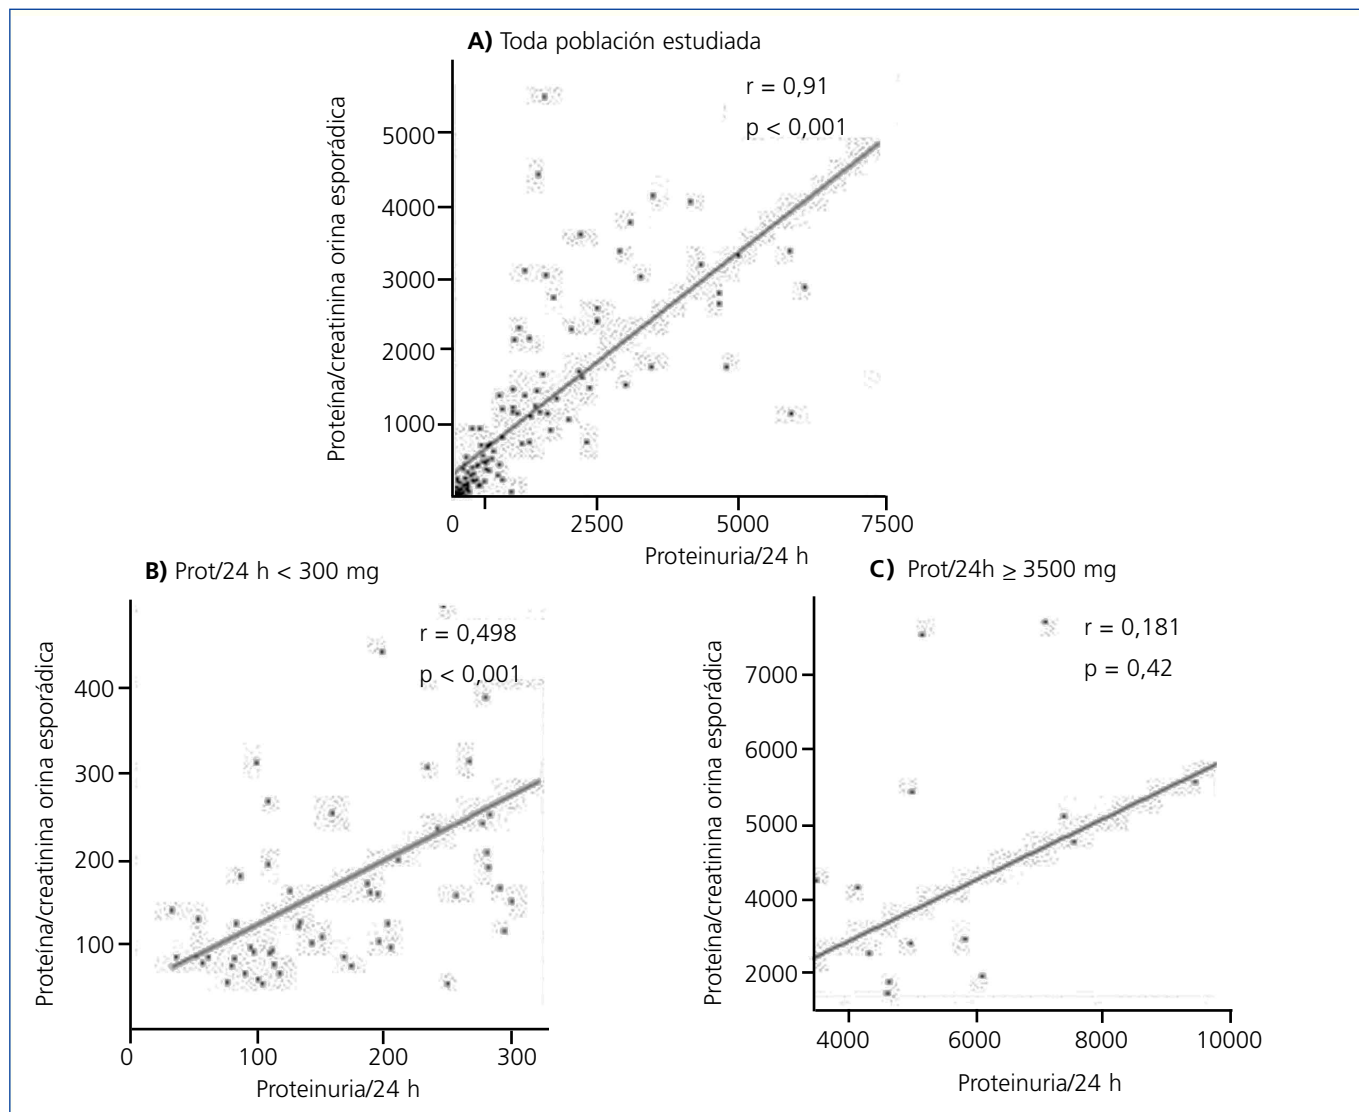 A) Toda población estudiada
r = 0,91
p < 0,001
Proteína/creatinina orina esporádica
5000
4000
3000
2000
1000
0
2500
5000
7500
Proteinuria/24 h
B) Prot/24 h < 300 mg
r = 0,498
p < 0,001
Proteína/creatinina orina esporádica
400
300
200
100
0
100
200
300
Proteinuria/24 h
C) Prot/24h ≥ 3500 mg
r = 0,181
p = 0,42
Proteína/creatinina orina esporádica
7000
6000
5000
4000
2000
4000
6000
8000
10000
Proteinuria/24 h